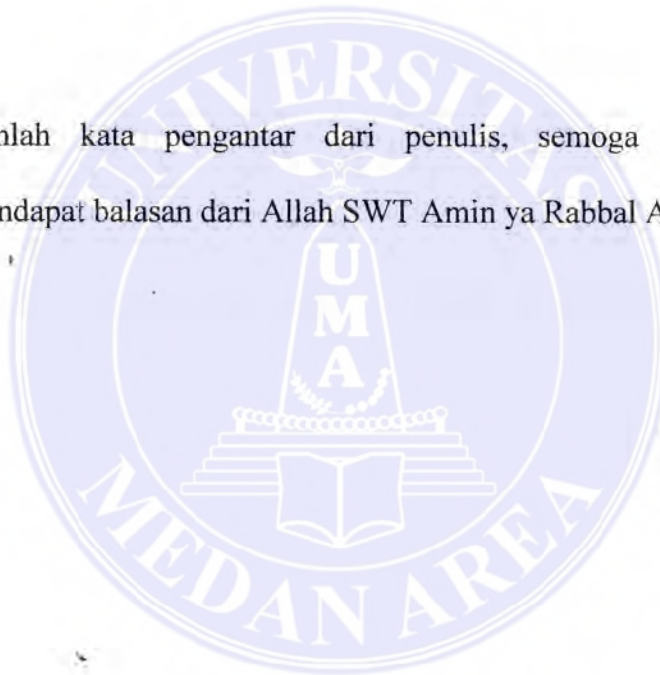 UNIVERSITAS
nlah kata pengantar dari penulis, semoga
ndapat balasan dari Allah SWT Amin ya Rabbal A
UMA
MEDAN AREA